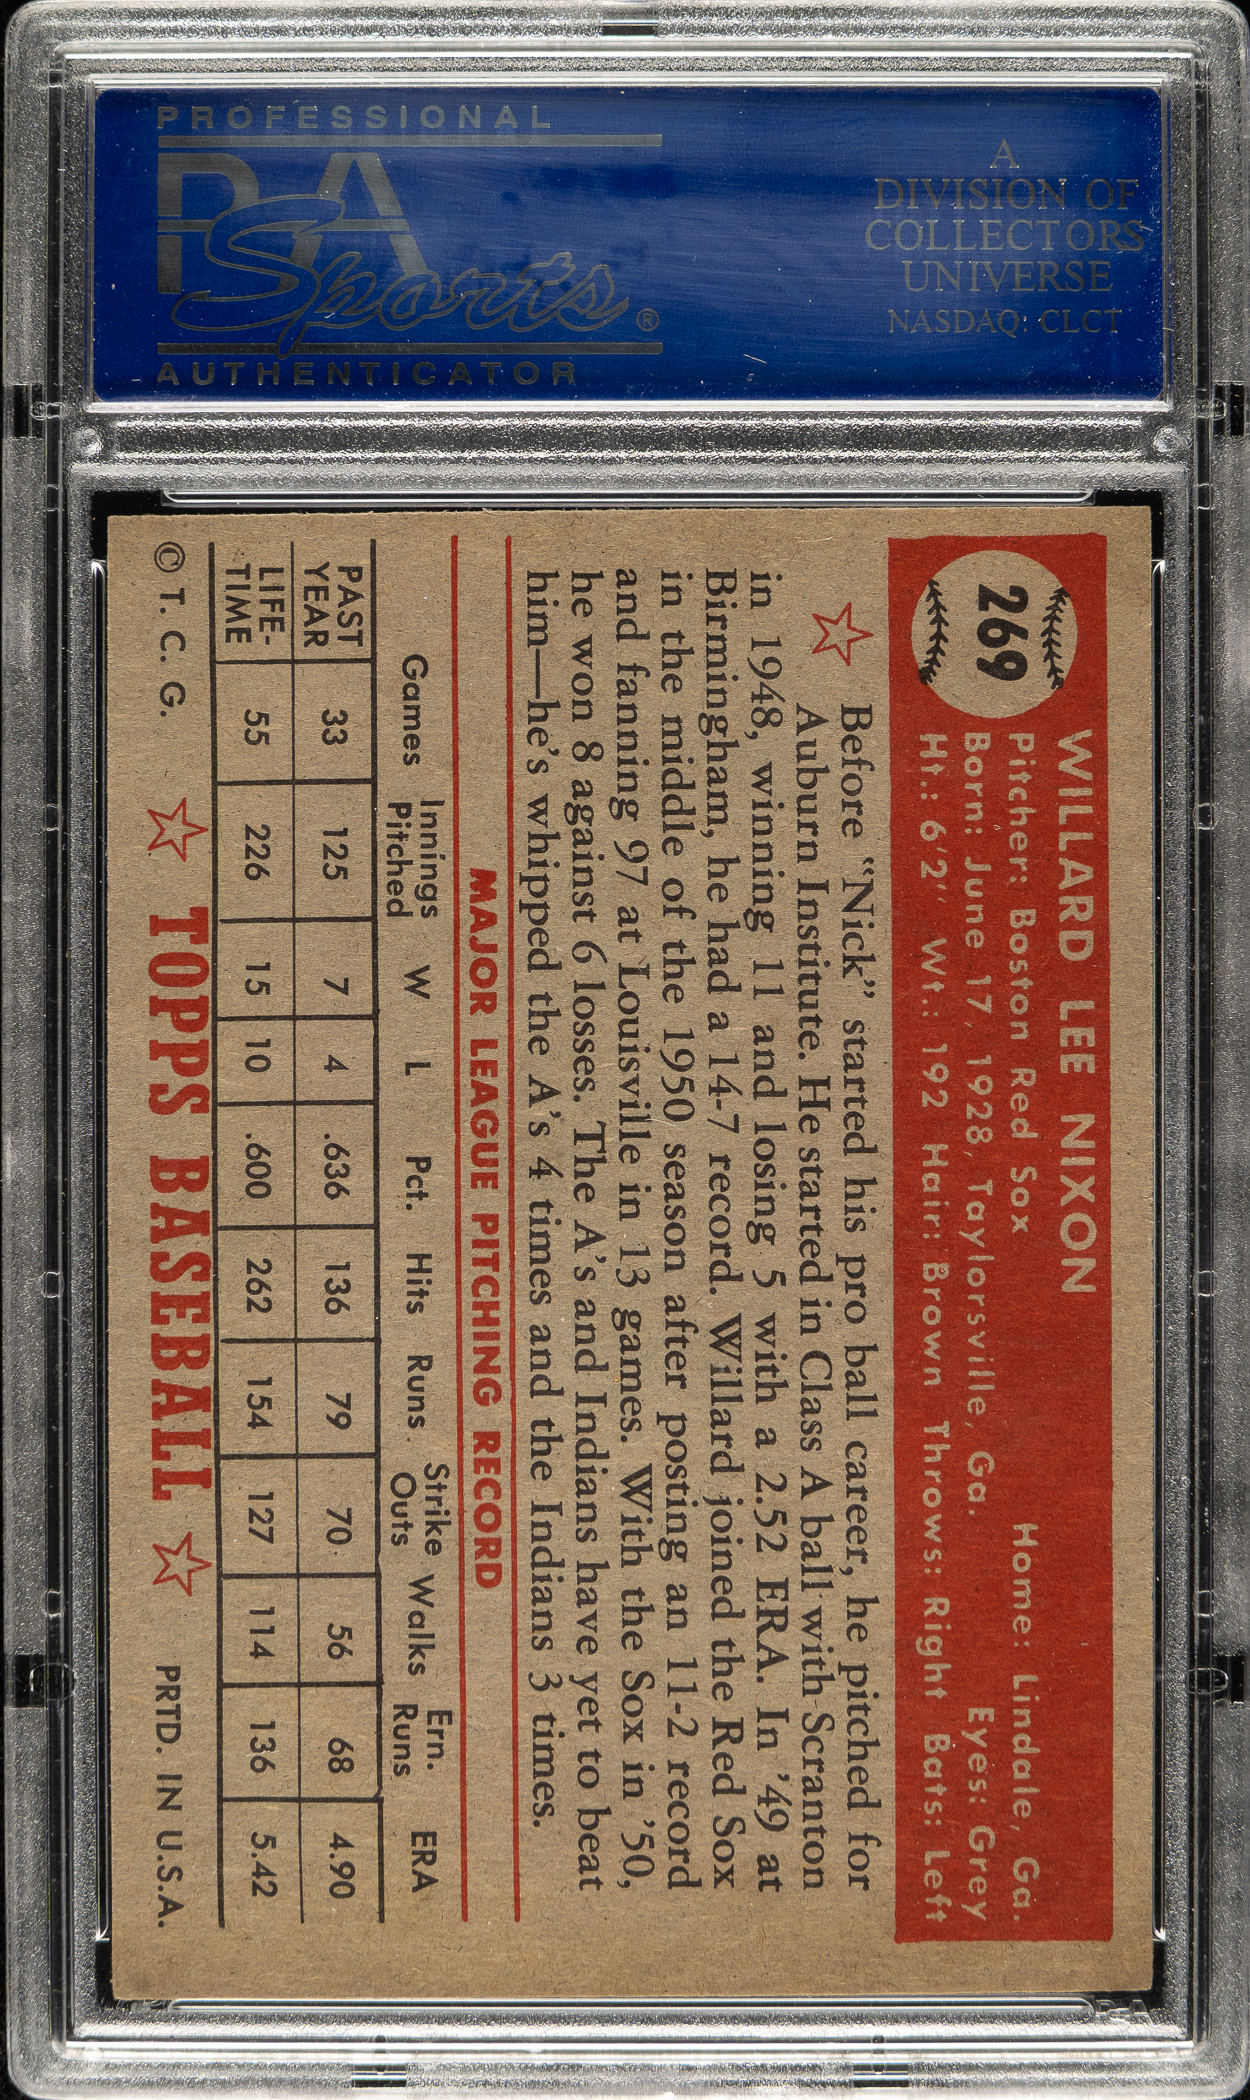 PROFESSIONAL
PSA
Sports®
AUTHENTICATOR
A
DIVISION OF
COLLECTORS
UNIVERSE
NASDAQ: CLCT
269
WILLARD LEE NIXON
Pitcher: Boston Red Sox Home: Lindale, Ga.
Born: June 17, 1928, Taylorsville, Ga. Eyes: Grey
Ht.: 6'2" Wt.: 192 Hair: Brown Throws: Right Bats: Left
Before “Nick” started his pro ball career, he pitched for
Auburn Institute. He started in Class A ball with Scranton
in 1948, winning 11 and losing 5 with a 2.52 ERA. In ’49 at
Birmingham, he had a 14-7 record. Willard joined the Red Sox
in the middle of the 1950 season after posting an 11-2 record
and fanning 97 at Louisville in 13 games. With the Sox in ’50,
he won 8 against 6 losses. The A’s and Indians have yet to beat
him—he’s whipped the A’s 4 times and the Indians 3 times.
MAJOR LEAGUE PITCHING RECORD
Games Innings Pitched W L Pct. Hits Runs Strike Outs Walks Ern. Runs ERA
PAST YEAR 33 125 7 4 .636 136 79 70 56 68 4.90
LIFE-TIME 55 226 15 10 .600 262 154 127 114 136 5.42
© T. C. G. TOPPS BASEBALL PRTD. IN U.S.A.